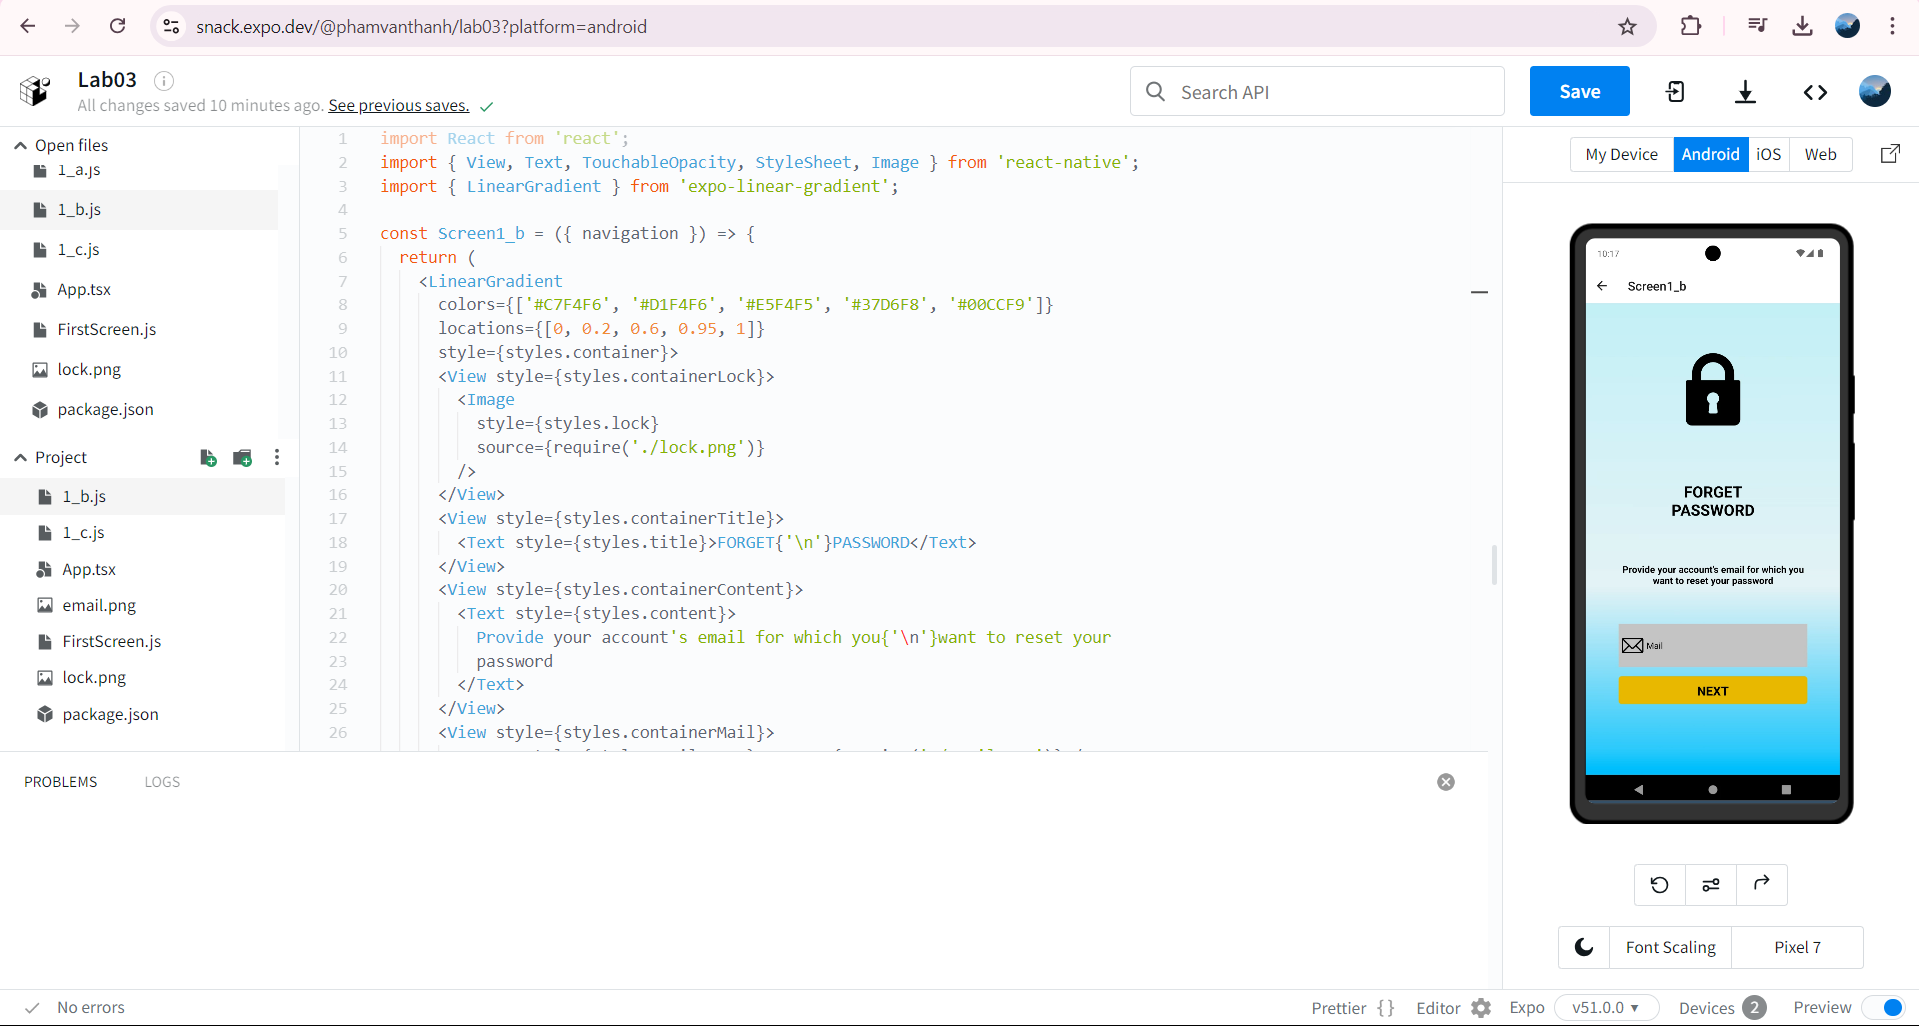 snack.expo.dev/@phamvanthanh/lab03?platform=android
Lab03
All changes saved 10 minutes ago. See previous saves.
Search API
Save
Open files
1_a.js
1_b.js
1_c.js
App.tsx
FirstScreen.js
lock.png
package.json
Project
1_b.js
1_c.js
App.tsx
email.png
FirstScreen.js
lock.png
package.json
1 import React from 'react';
2 import { View, Text, TouchableOpacity, StyleSheet, Image } from 'react-native';
3 import { LinearGradient } from 'expo-linear-gradient';
4
5 const Screen1_b = ({ navigation }) => {
6 return (
7 <LinearGradient
8 colors={['#C7F4F6', '#D1F4F6', '#E5F4F5', '#37D6F8', '#00CCF9']}
9 locations={[0, 0.2, 0.6, 0.95, 1]}
10 style={styles.container}>
11 <View style={styles.containerLock}>
12 <Image
13 style={styles.lock}
14 source={require('./lock.png')}
15 />
16 </View>
17 <View style={styles.containerTitle}>
18 <Text style={styles.title}>FORGET{'\n'}PASSWORD</Text>
19 </View>
20 <View style={styles.containerContent}>
21 <Text style={styles.content}>
22 Provide your account's email for which you{'\n'}want to reset your
23 password
24 </Text>
25 </View>
26 <View style={styles.containerMail}>
My Device Android iOS Web
10:17
Screen1_b
FORGET
PASSWORD
Provide your account's email for which you
want to reset your password
Mail
NEXT
Font Scaling Pixel 7
PROBLEMS LOGS
No errors
Prettier { } Editor Expo v51.0.0 Devices 2 Preview